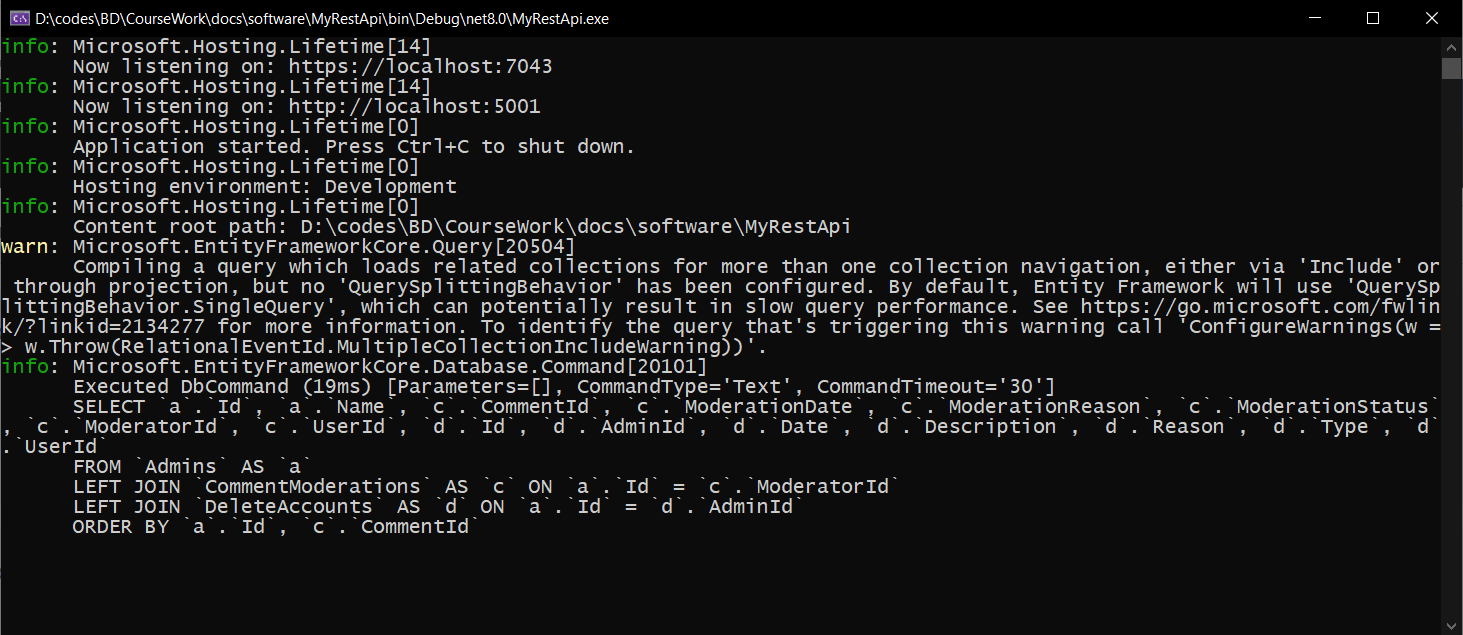 D:\codes\BD\CourseWork\docs\software\MyRestApi\bin\Debug\net8.0\MyRestApi.exe
info: Microsoft.Hosting.Lifetime[14]
Now listening on: https://localhost:7043
info: Microsoft.Hosting.Lifetime[14]
Now listening on: http://localhost:5001
info: Microsoft.Hosting.Lifetime[0]
Application started. Press Ctrl+C to shut down.
info: Microsoft.Hosting.Lifetime[0]
Hosting environment: Development
info: Microsoft.Hosting.Lifetime[0]
Content root path: D:\codes\BD\CourseWork\docs\software\MyRestApi
warn: Microsoft.EntityFrameworkCore.Query[20504]
Compiling a query which loads related collections for more than one collection navigation, either via 'Include' or
through projection, but no 'QuerySplittingBehavior' has been configured. By default, Entity Framework will use 'QuerySp
littingBehavior.SingleQuery', which can potentially result in slow query performance. See https://go.microsoft.com/fwlin
k/?linkid=2134277 for more information. To identify the query that's triggering this warning call 'ConfigureWarnings(w =
> w.Throw(RelationalEventId.MultipleCollectionIncludeWarning))'.
info: Microsoft.EntityFrameworkCore.Database.Command[20101]
Executed DbCommand (19ms) [Parameters=[], CommandType='Text', CommandTimeout='30']
SELECT `a`.`Id`, `a`.`Name`, `c`.`CommentId`, `c`.`ModerationDate`, `c`.`ModerationReason`, `c`.`ModerationStatus`
, `c`.`ModeratorId`, `c`.`UserId`, `d`.`Id`, `d`.`AdminId`, `d`.`Date`, `d`.`Description`, `d`.`Reason`, `d`.`Type`, `d`
.`UserId`
FROM `Admins` AS `a`
LEFT JOIN `CommentModerations` AS `c` ON `a`.`Id` = `c`.`ModeratorId`
LEFT JOIN `DeleteAccounts` AS `d` ON `a`.`Id` = `d`.`AdminId`
ORDER BY `a`.`Id`, `c`.`CommentId`